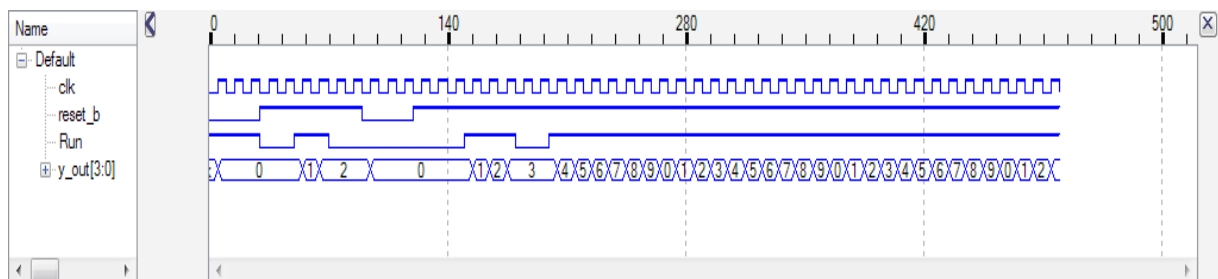 Name
0 140 280 420 500
Default
clk
reset_b
Run
y_out[3:0] 0 1 2 0 1 2 3 4 5 6 7 8 9 0 1 2 3 4 5 6 7 8 9 0 1 2 3 4 5 6 7 8 9 0 1 2